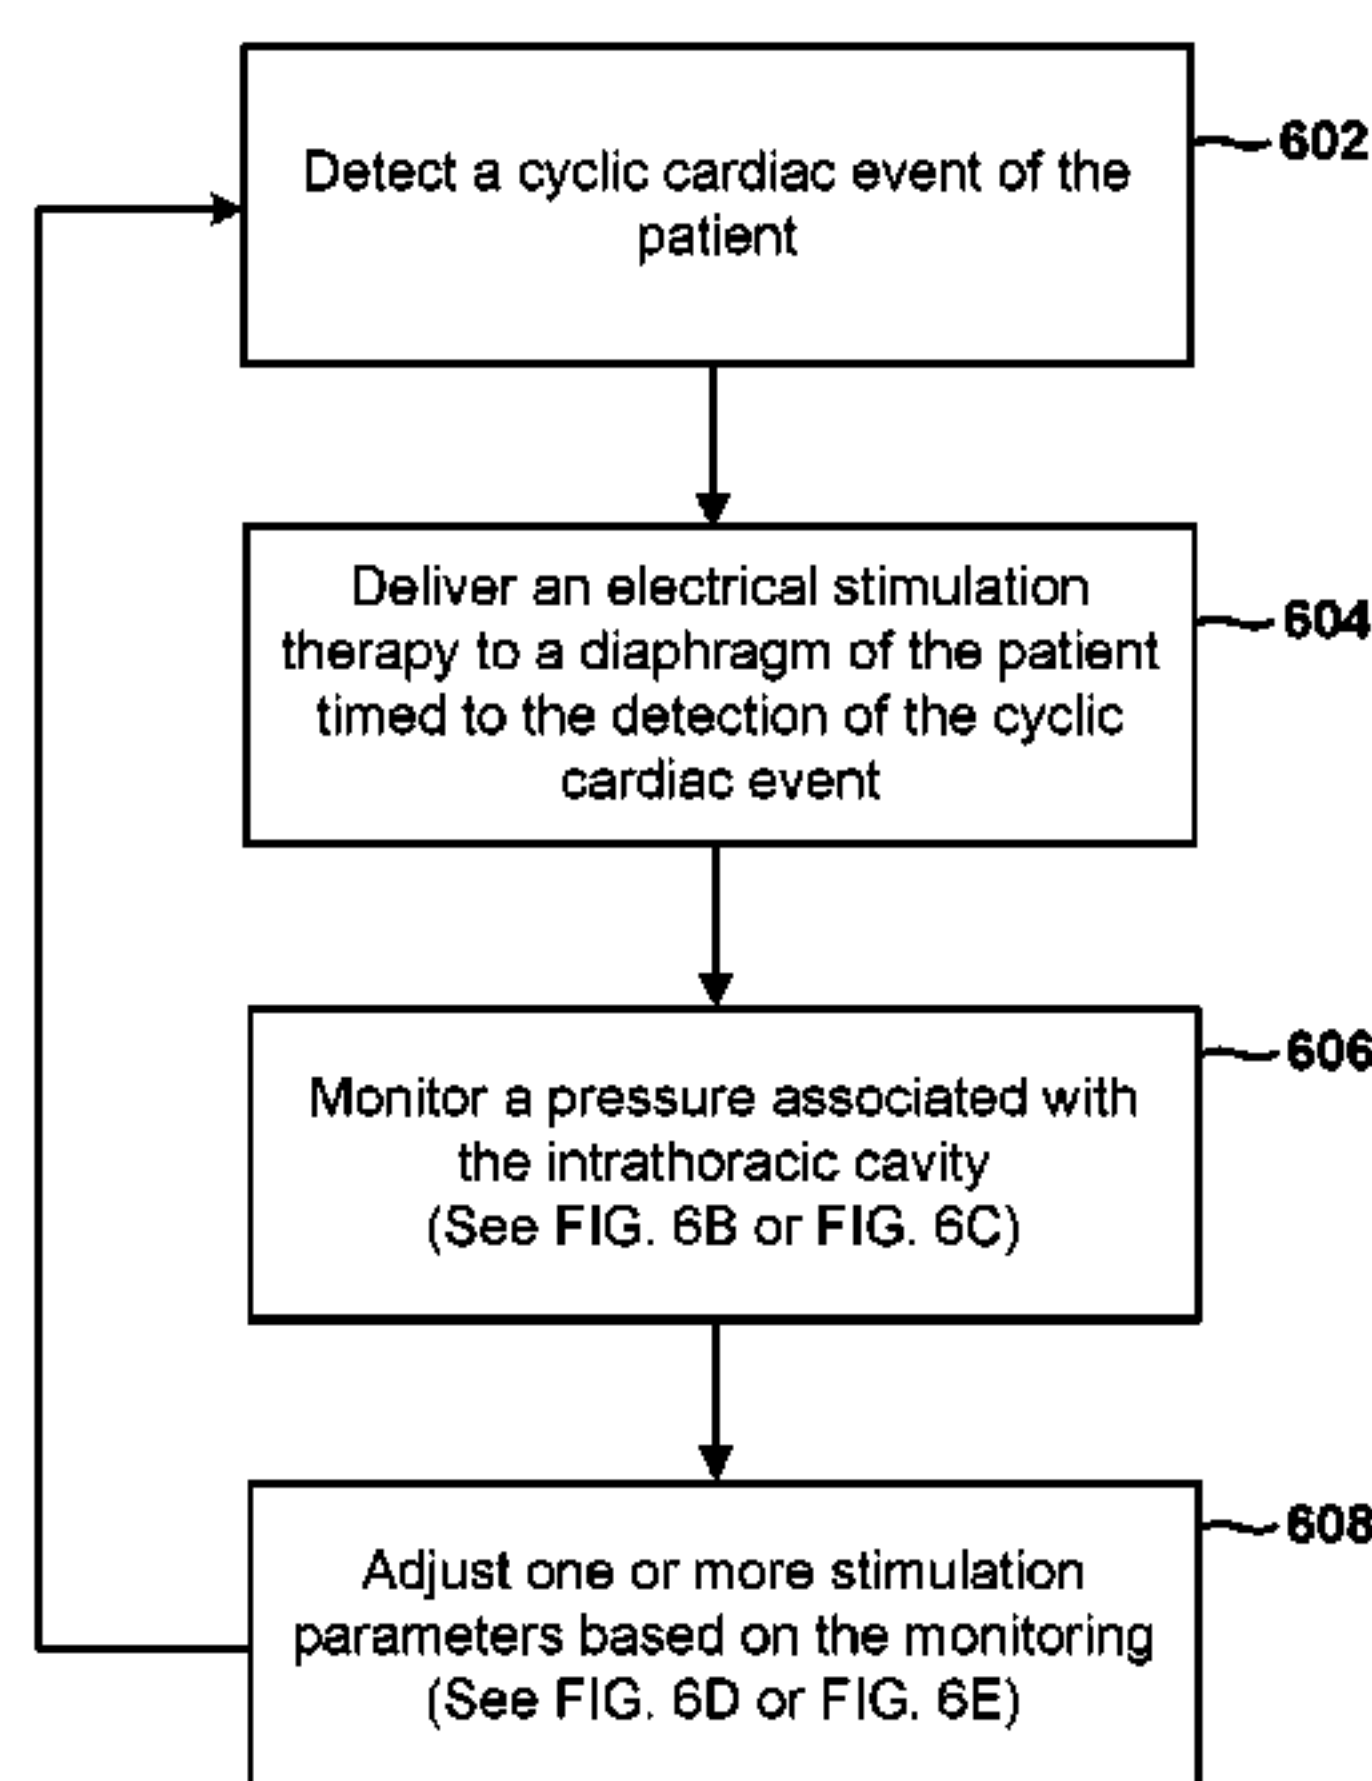 Detect a cyclic cardiac event of the
patient
602
Deliver an electrical stimulation
therapy to a diaphragm of the patient
timed to the detection of the cyclic
cardiac event
604
Monitor a pressure associated with
the intrathoracic cavity
(See FIG. 6B or FIG. 6C)
606
Adjust one or more stimulation
parameters based on the monitoring
(See FIG. 6D or FIG. 6E)
608